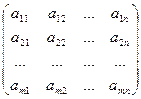 a11 a12 ... a1n
a21 a22 ... a2n
... ... ... ...
am1 am2 ... amn